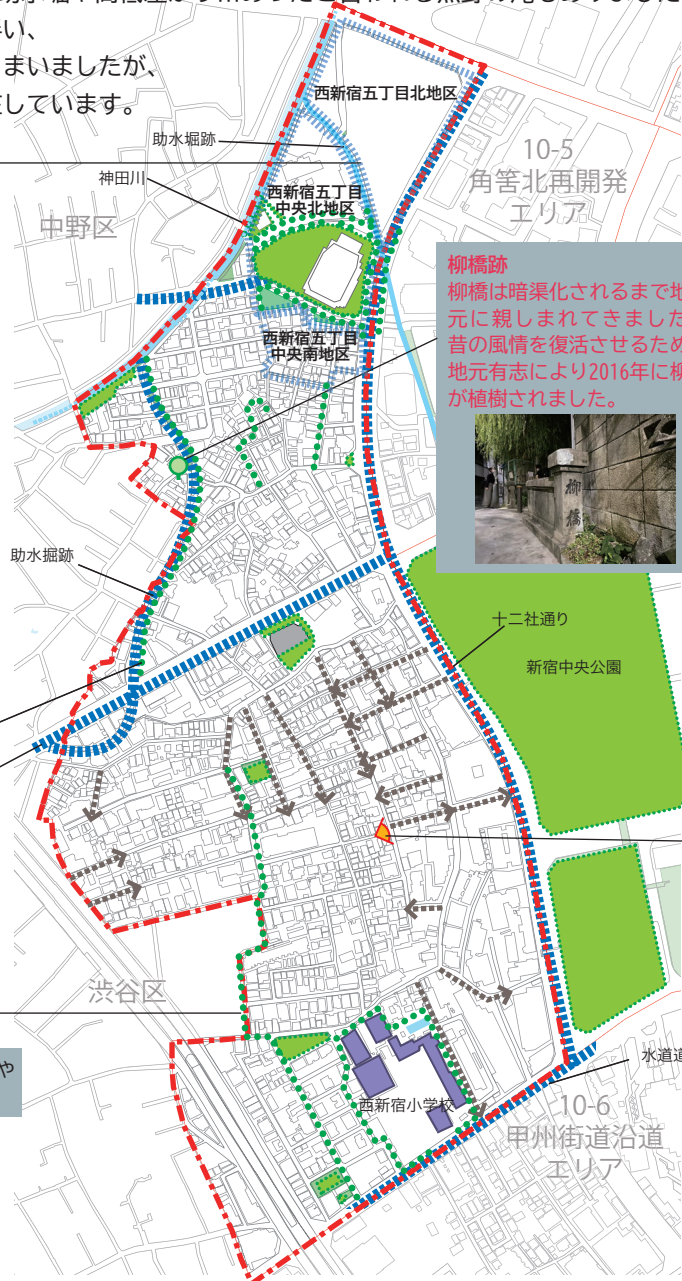 まいましたが、
しています。
西新宿五丁目北地区
助水堀跡
10-5
角筈北再開発
エリア
神田川
西新宿五丁目
中央北地区
中野区
柳橋跡
柳橋は暗渠化されるまで地
元に親しまれてきました
昔の風情を復活させるため
地元有志により2016年に柳
が植樹されました。
西新宿五丁目
中央南地区
柳橋
助水掘跡
十二社通り
新宿中央公園
渋谷区
や
水道道
西新宿小学校
10-6
甲州街道沿道
エリア